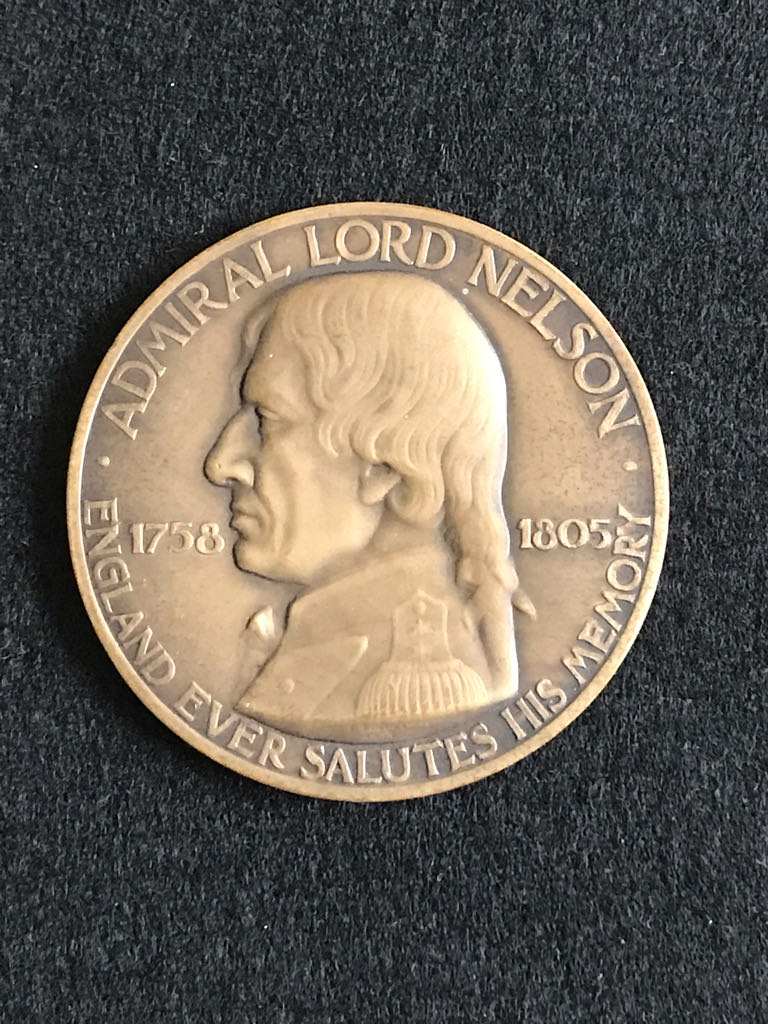 · ADMIRAL LORD NELSON ·
1758 1805
ENGLAND EVER SALUTES HIS MEMORY